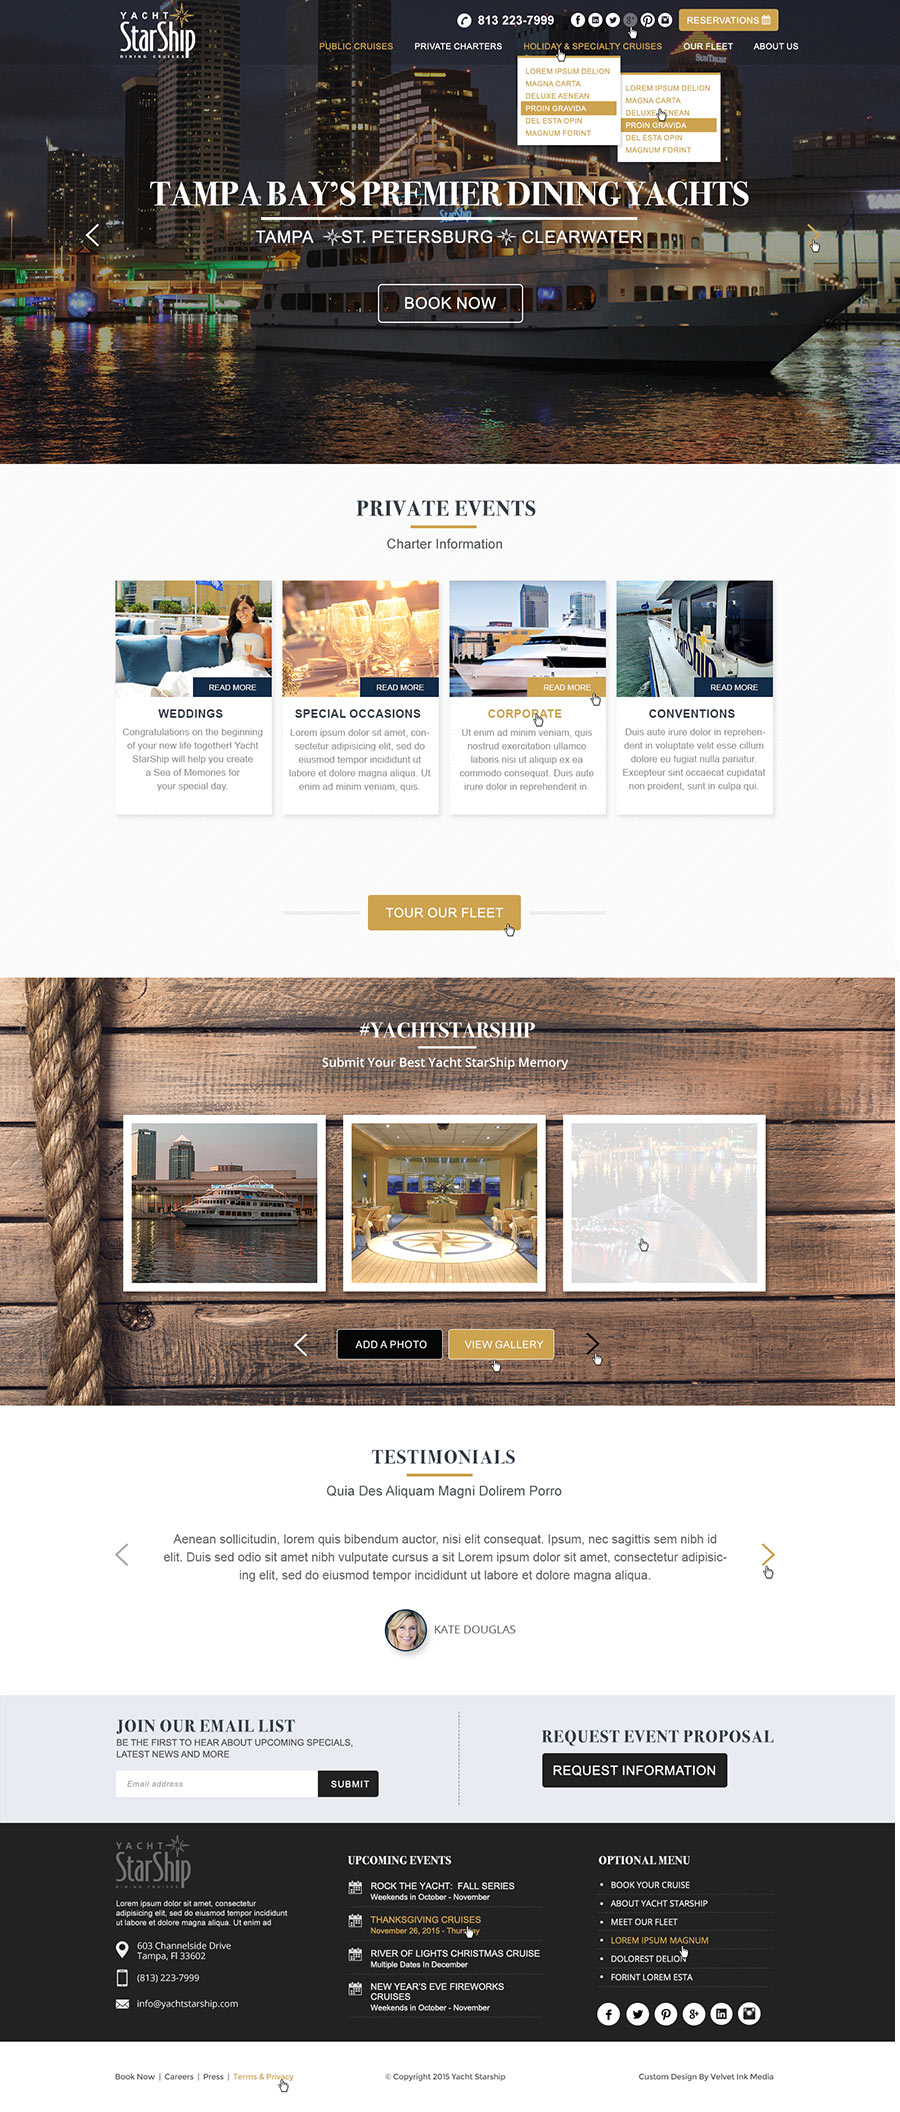 YACHT
StarShip
DINING CRUISES
813 223-7999
RESERVATIONS
PUBLIC CRUISES
PRIVATE CHARTERS
HOLIDAY & SPECIALTY CRUISES
OUR FLEET
ABOUT US
SUNTRUST
WELLS FARGO
LOREM IPSUM DELION
MAGNA CARTA
DELUXE AENEAN
PROIN GRAVIDA
DEL ESTA OPIN
MAGNUM FORINT
LOREM IPSUM DELION
MAGNA CARTA
DELUXE AENEAN
PROIN GRAVIDA
DEL ESTA OPIN
MAGNUM FORINT
TAMPA BAY'S PREMIER DINING YACHTS
StarShip
TAMPA ST. PETERSBURG CLEARWATER
BOOK NOW
PRIVATE EVENTS
Charter Information
READ MORE
WEDDINGS
Congratulations on the beginning
of your new life together! Yacht
StarShip will help you create
a Sea of Memories for
your special day.
READ MORE
SPECIAL OCCASIONS
Lorem ipsum dolor sit amet, con-
sectetur adipisicing elit, sed do
eiusmod tempor incididunt ut
labore et dolore magna aliqua. Ut
enim ad minim veniam, quis.
READ MORE
CORPORATE
Ut enim ad minim veniam, quis
nostrud exercitation ullamco
laboris nisi ut aliquip ex ea
commodo consequat. Duis aute
irure dolor in reprehenderit in.
StarShip
READ MORE
CONVENTIONS
Duis aute irure dolor in reprehen-
derit in voluptate velit esse cillum
dolore eu fugiat nulla pariatur.
Excepteur sint occaecat cupidatat
non proident, sunt in culpa qui.
TOUR OUR FLEET
#YACHTSTARSHIP
Submit Your Best Yacht StarShip Memory
ADD A PHOTO
VIEW GALLERY
TESTIMONIALS
Quia Des Aliquam Magni Dolirem Porro
Aenean sollicitudin, lorem quis bibendum auctor, nisi elit consequat. Ipsum, nec sagittis sem nibh id
elit. Duis sed odio sit amet nibh vulputate cursus a sit Lorem ipsum dolor sit amet, consectetur adipisic-
ing elit, sed do eiusmod tempor incididunt ut labore et dolore magna aliqua.
KATE DOUGLAS
JOIN OUR EMAIL LIST
BE THE FIRST TO HEAR ABOUT UPCOMING SPECIALS,
LATEST NEWS AND MORE
Email address
SUBMIT
REQUEST EVENT PROPOSAL
REQUEST INFORMATION
YACHT
StarShip
DINING CRUISES
Lorem ipsum dolor sit amet, consectetur
adipisicing elit, sed do eiusmod tempor incididunt
ut labore et dolore magna aliqua. Ut enim ad
603 Channelside Drive
Tampa, Fl 33602
(813) 223-7999
info@yachtstarship.com
UPCOMING EVENTS
ROCK THE YACHT: FALL SERIES
Weekends in October - November
THANKSGIVING CRUISES
November 26, 2015 - Thursday
RIVER OF LIGHTS CHRISTMAS CRUISE
Multiple Dates In December
NEW YEAR'S EVE FIREWORKS
CRUISES
Weekends in October - November
OPTIONAL MENU
• BOOK YOUR CRUISE
• ABOUT YACHT STARSHIP
• MEET OUR FLEET
• LOREM IPSUM MAGNUM
• DOLOREST DELION
• FORINT LOREM ESTA
Book Now | Careers | Press | Terms & Privacy
© Copyright 2015 Yacht Starship
Custom Design By Velvet Ink Media